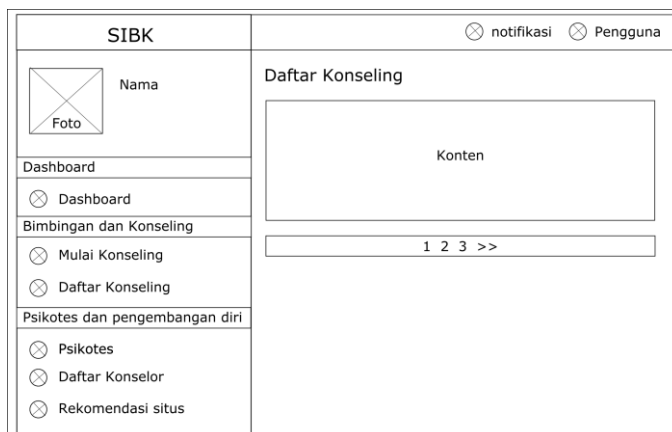 SIBK
notifikasi
Pengguna
Nama
Foto
Dashboard
Dashboard
Bimbingan dan Konseling
Mulai Konseling
Daftar Konseling
Psikotes dan pengembangan diri
Psikotes
Daftar Konselor
Rekomendasi situs
Daftar Konseling
Konten
1 2 3 >>